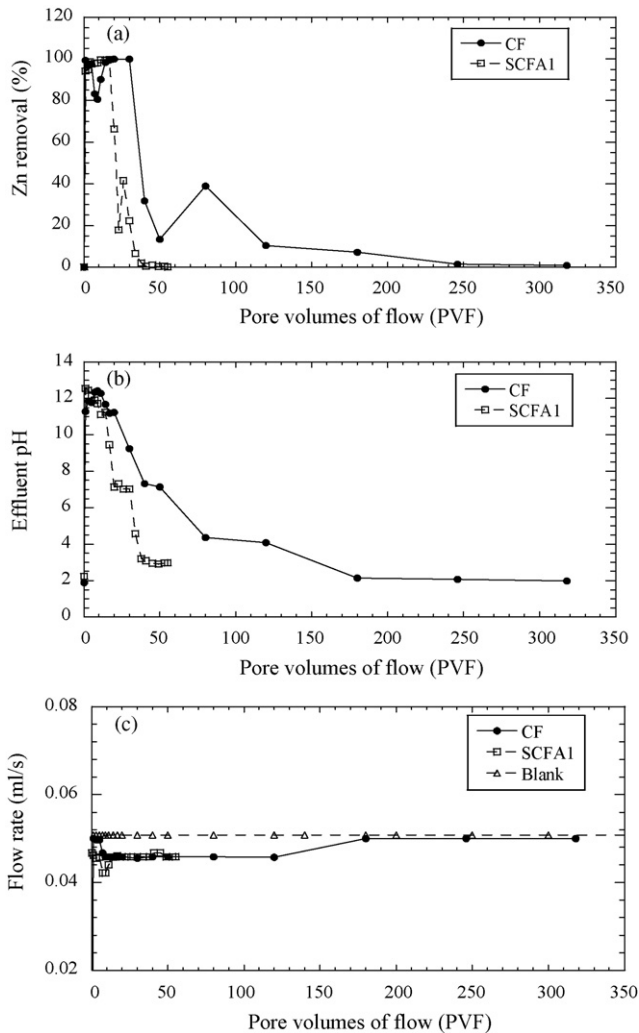 (a)
CF
SCFA1
Zn removal (%)
120
100
80
60
40
20
0
0 50 100 150 200 250 300 350
Pore volumes of flow (PVF)
(b)
CF
SCFA1
Effluent pH
14
12
10
8
6
4
2
0
0 50 100 150 200 250 300 350
Pore volumes of flow (PVF)
(c)
CF
SCFA1
Blank
Flow rate (ml/s)
0.08
0.06
0.04
0.02
0 50 100 150 200 250 300 350
Pore volumes of flow (PVF)